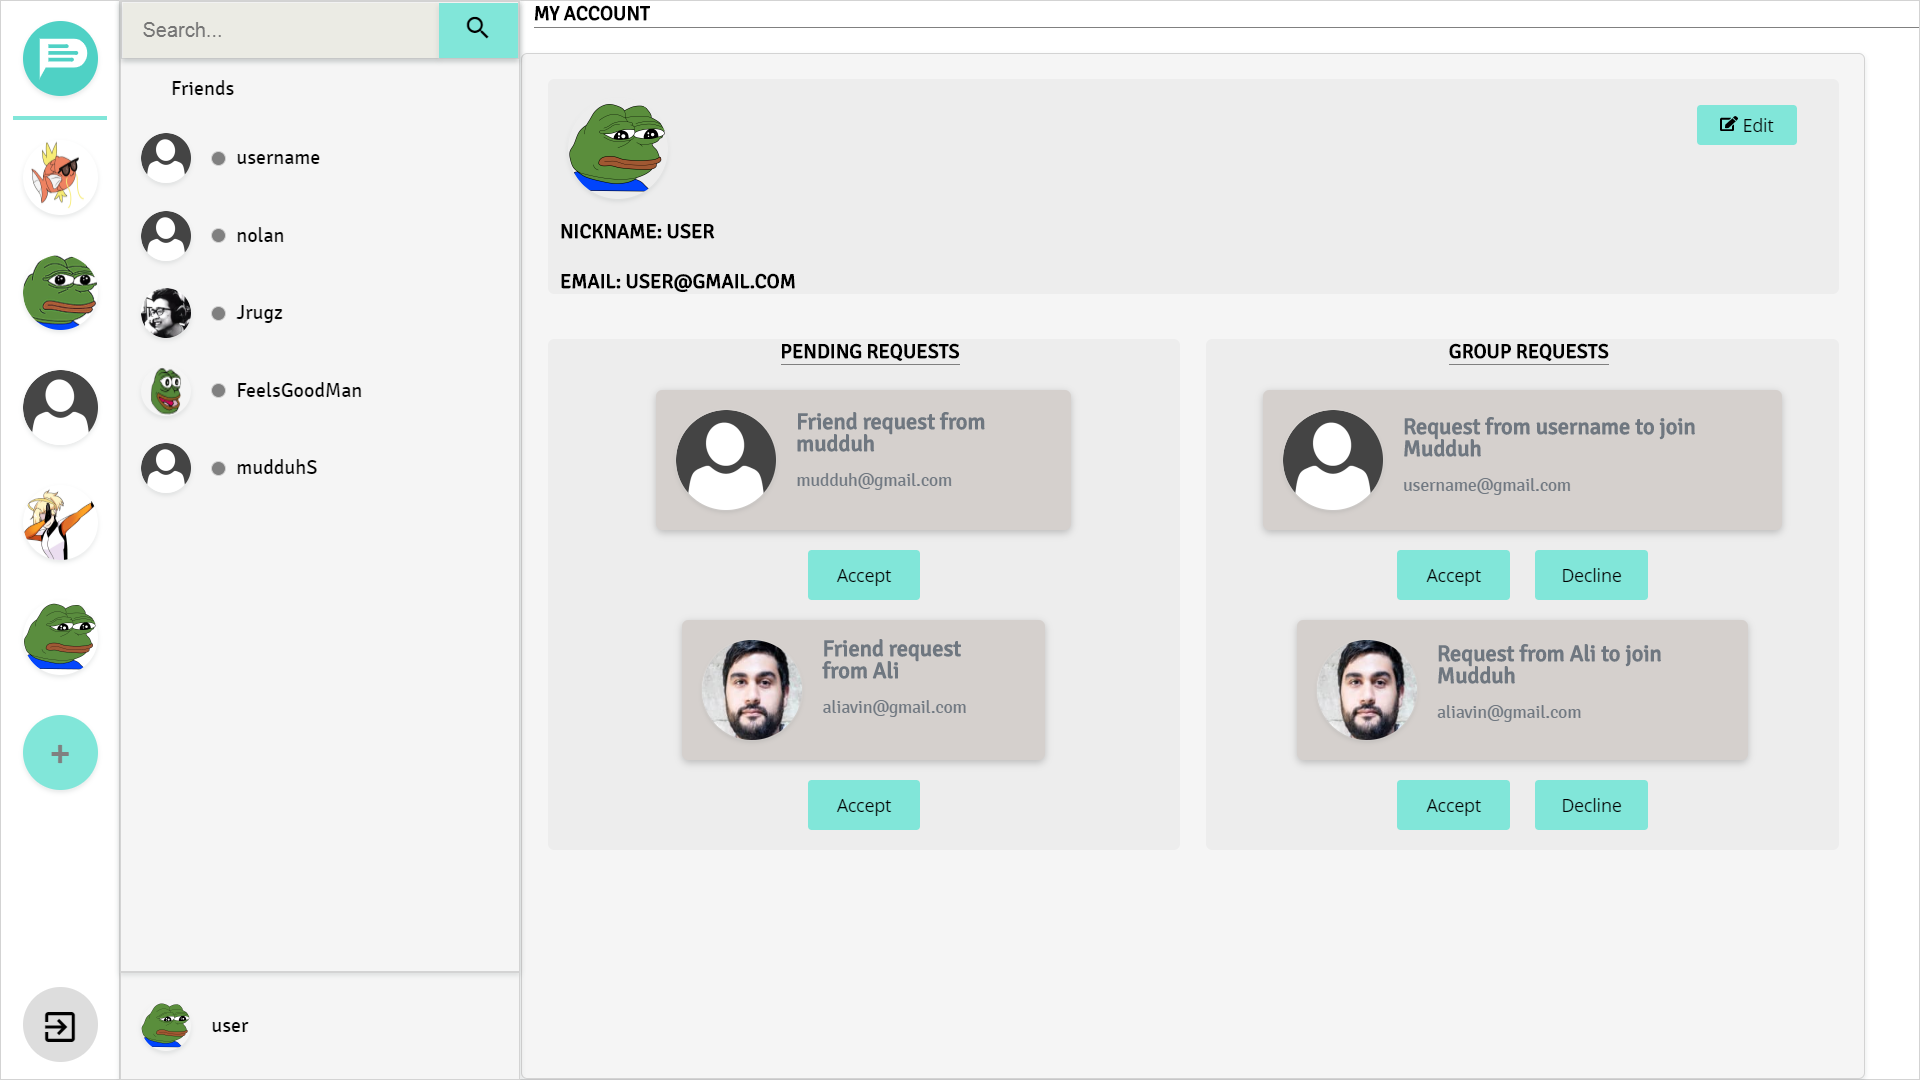 Search...
Friends
username
nolan
Jrugz
FeelsGoodMan
mudduhS
+
user
MY ACCOUNT
Edit
NICKNAME: USER
EMAIL: USER@GMAIL.COM
PENDING REQUESTS
Friend request from
mudduh
mudduh@gmail.com
Accept
Friend request
from Ali
aliavin@gmail.com
Accept
GROUP REQUESTS
Request from username to join
Mudduh
username@gmail.com
Accept
Decline
Request from Ali to join
Mudduh
aliavin@gmail.com
Accept
Decline